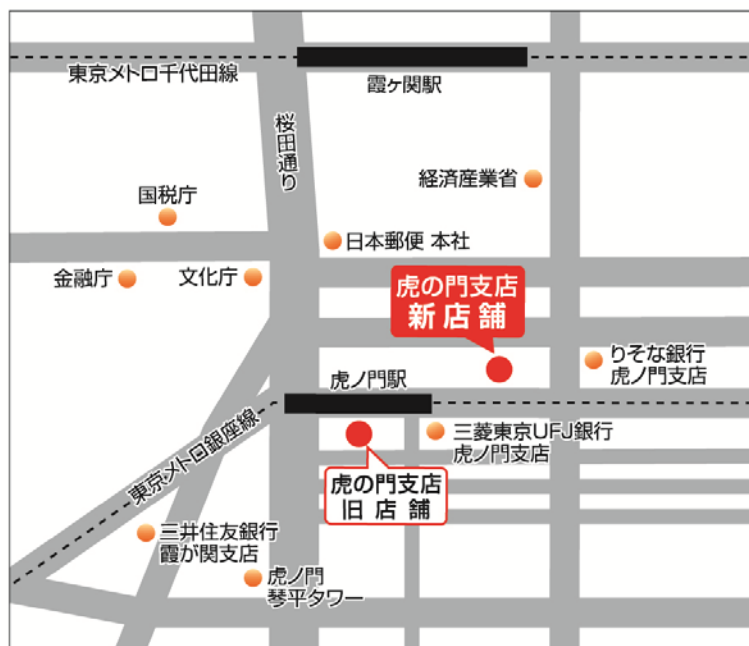 東京メトロ千代田線
霞ヶ関駅
桜田通り
経済産業省
国税庁
日本郵便 本社
金融庁
文化庁
虎の門支店
新店舗
りそな銀行
虎ノ門支店
虎ノ門駅
東京メトロ銀座線
三菱東京UFJ銀行
虎ノ門支店
虎の門支店
旧店舗
三井住友銀行
霞が関支店
虎ノ門
琴平タワー